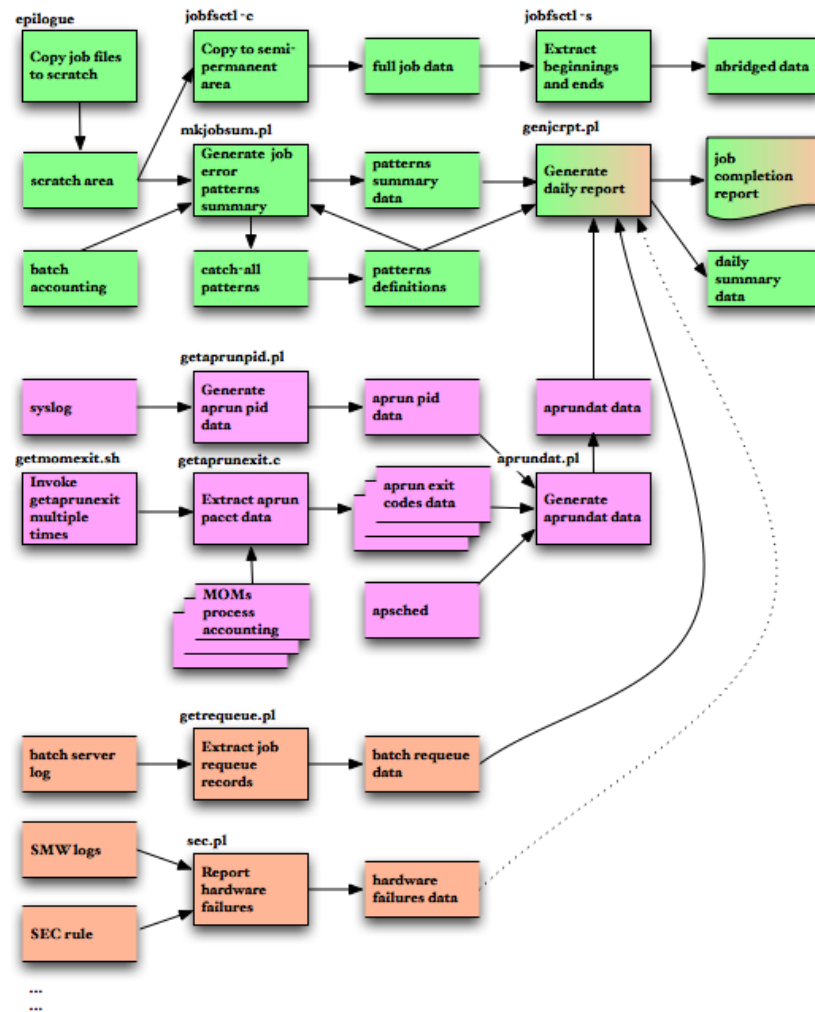 epilogue
Copy job files
to scratch
jobfsctl-c
Copy to semi-
permanent
area
full job data
jobfsctl-s
Extract
beginnings
and ends
abridged data
scratch area
mkjobsum.pl
Generate job
error
patterns
summary
patterns
summary
data
genjcrpt.pl
Generate
daily report
job
completion
report
batch
accounting
catch-all
patterns
patterns
definitions
daily
summary
data
syslog
getaprunpid.pl
Generate
aprun pid
data
aprun pid
data
aprundat data
getmomexit.sh
Invoke
getaprunexit
multiple
times
getaprunexit.c
Extract aprun
pacct data
aprun exit
codes data
aprundat.pl
Generate
aprundat data
MOMs
process
accounting
apsched
batch server
log
getrequeue.pl
Extract job
requeue
records
batch requeue
data
SMW logs
sec.pl
Report
hardware
failures
hardware
failures data
SEC rule
...
...